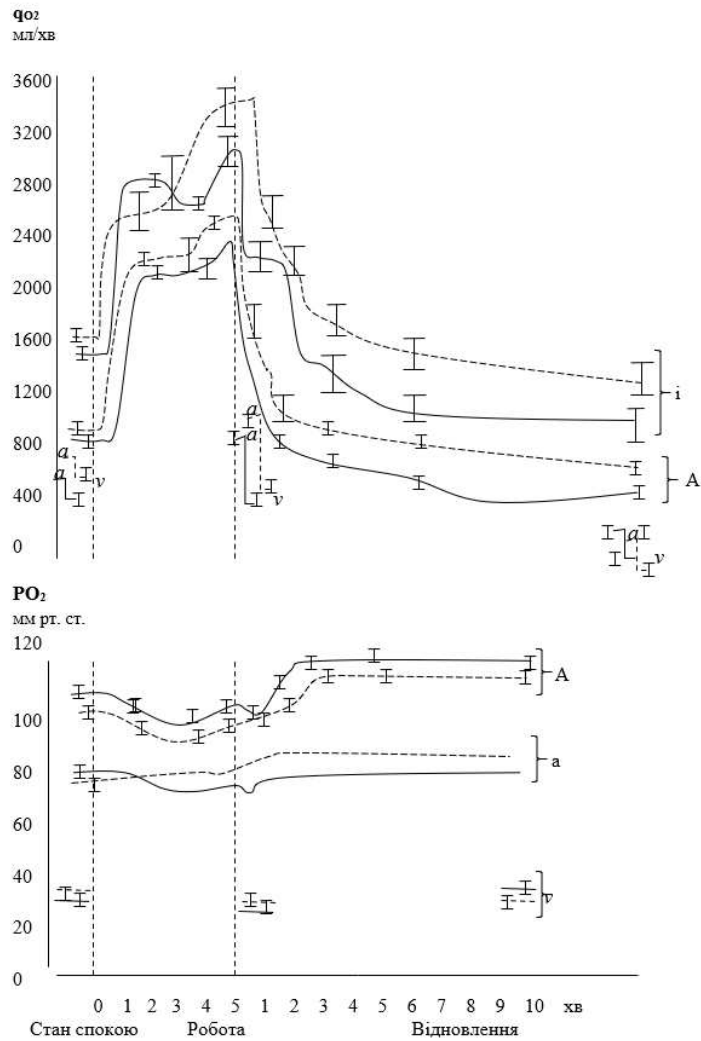 qO2
мл/хв
3600
3200
2800
2400
2000
1600
1200
800
400
0
i
A
a
a
v
a
a
v
a
v
PO2
мм рт. ст.
120
100
80
60
40
20
0
A
a
v
0 1 2 3 4 5 1 2 3 4 5 6 7 8 9 10 хв
Стан спокою Робота Відновлення